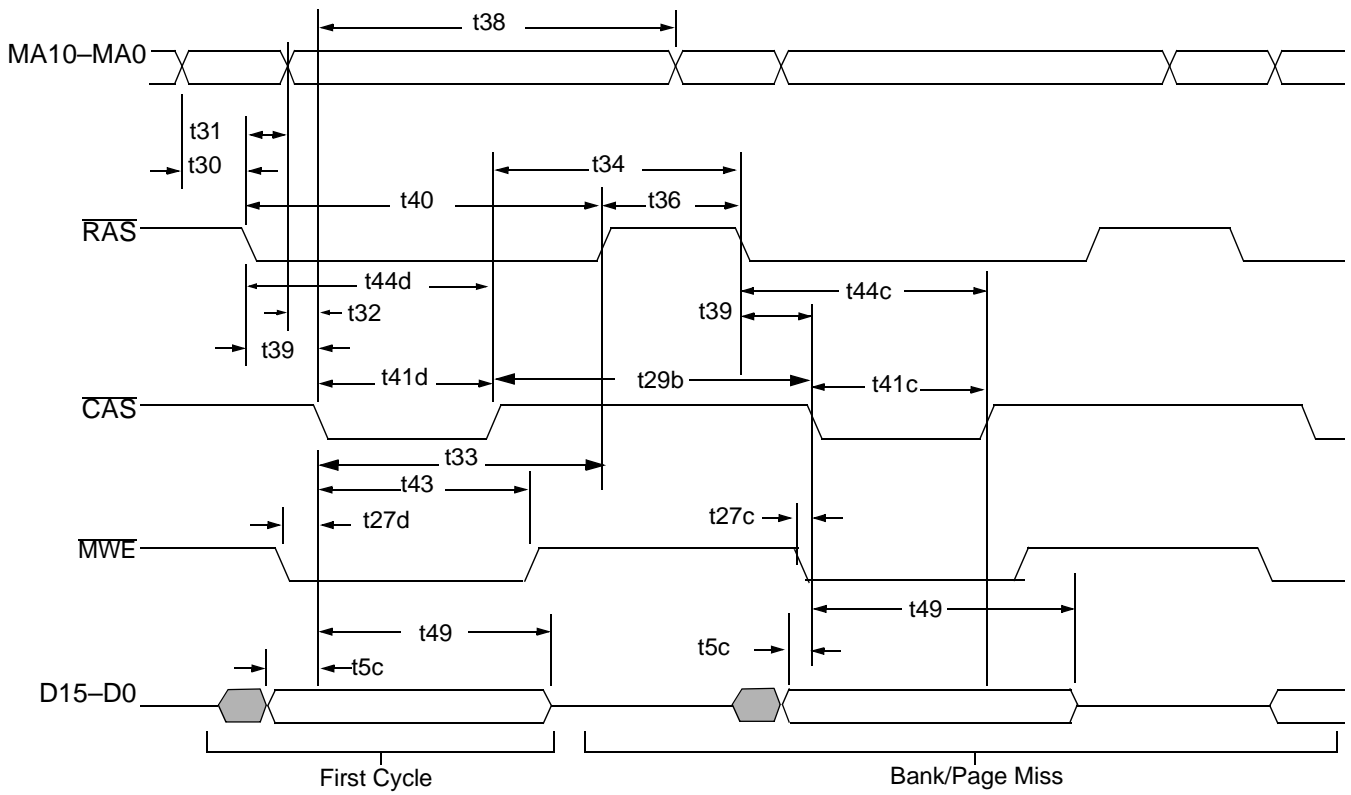 t38
MA10–MA0
t31
t30
t34
t40
t36
RAS
t44d
t44c
t32
t39
t39
t41d
t29b
t41c
CAS
t33
t43
t27d
t27c
MWE
t49
t49
t5c
t5c
D15–D0
First Cycle
Bank/Page Miss